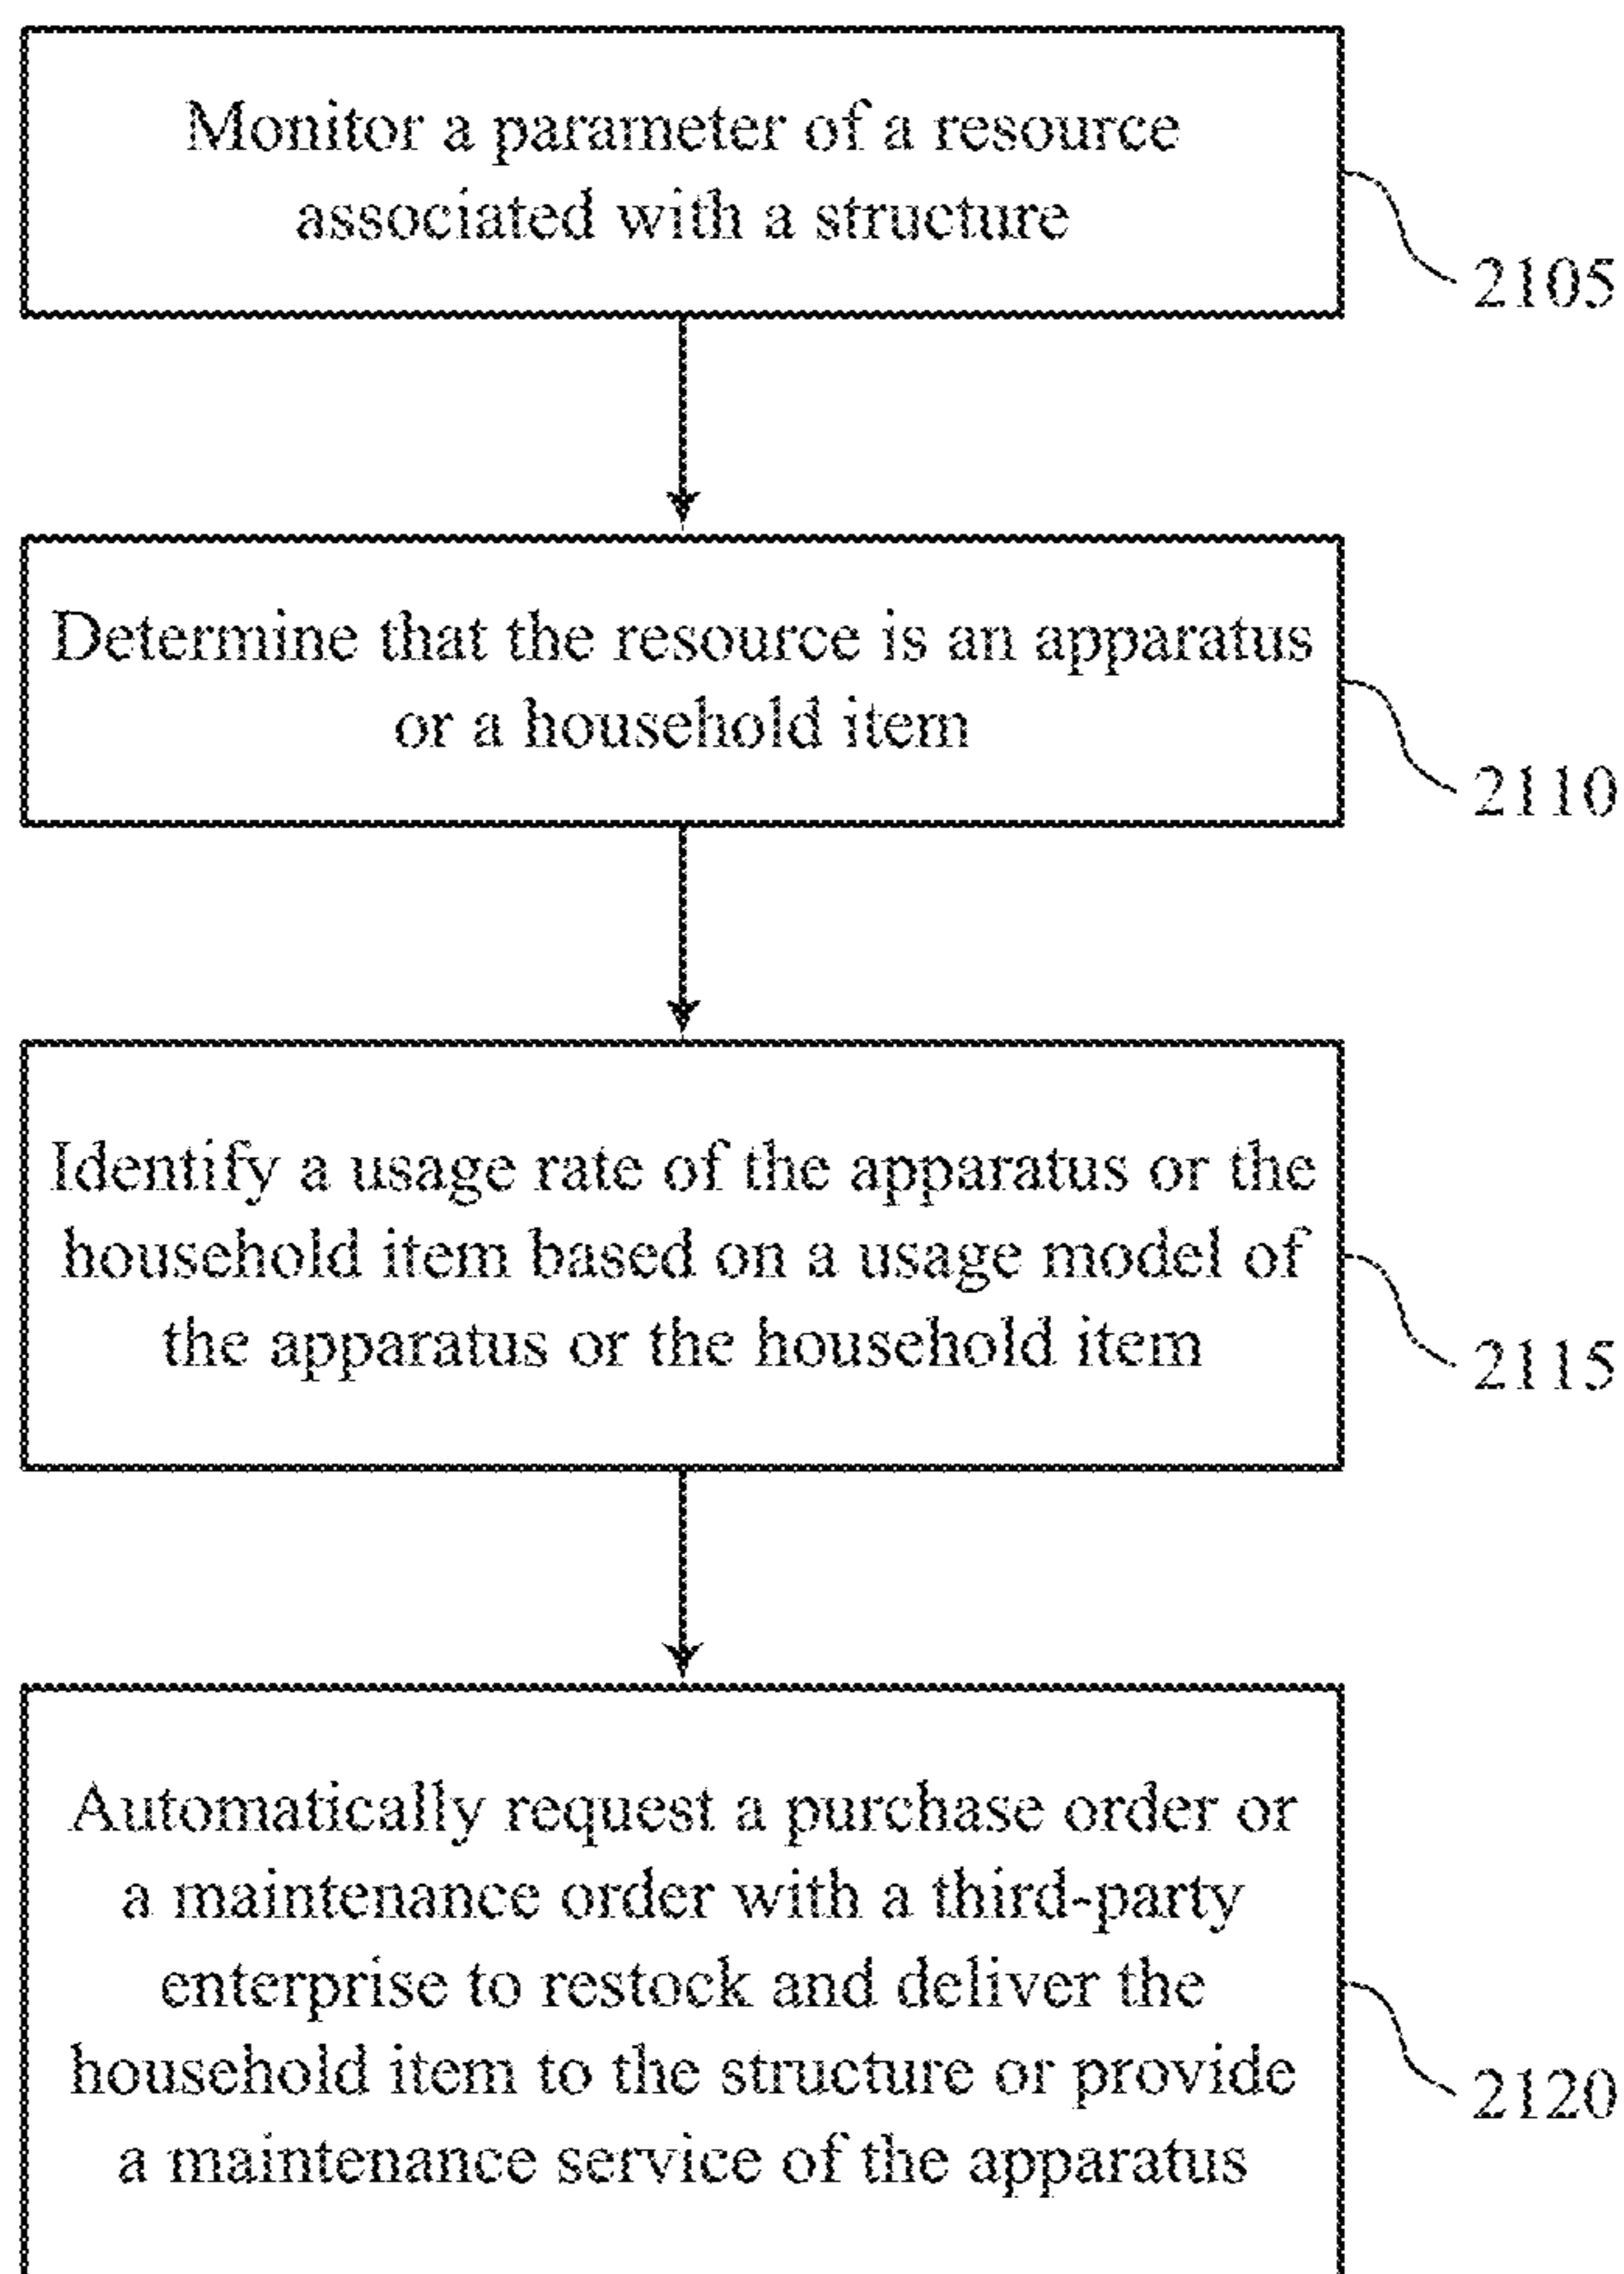 Monitor a parameter of a resource
associated with a structure
2105
Determine that the resource is an apparatus
or a household item
2110
Identify a usage rate of the apparatus or the
household item based on a usage model of
the apparatus or the household item
2115
Automatically request a purchase order or
a maintenance order with a third-party
enterprise to restock and deliver the
household item to the structure or provide
a maintenance service of the apparatus
2120